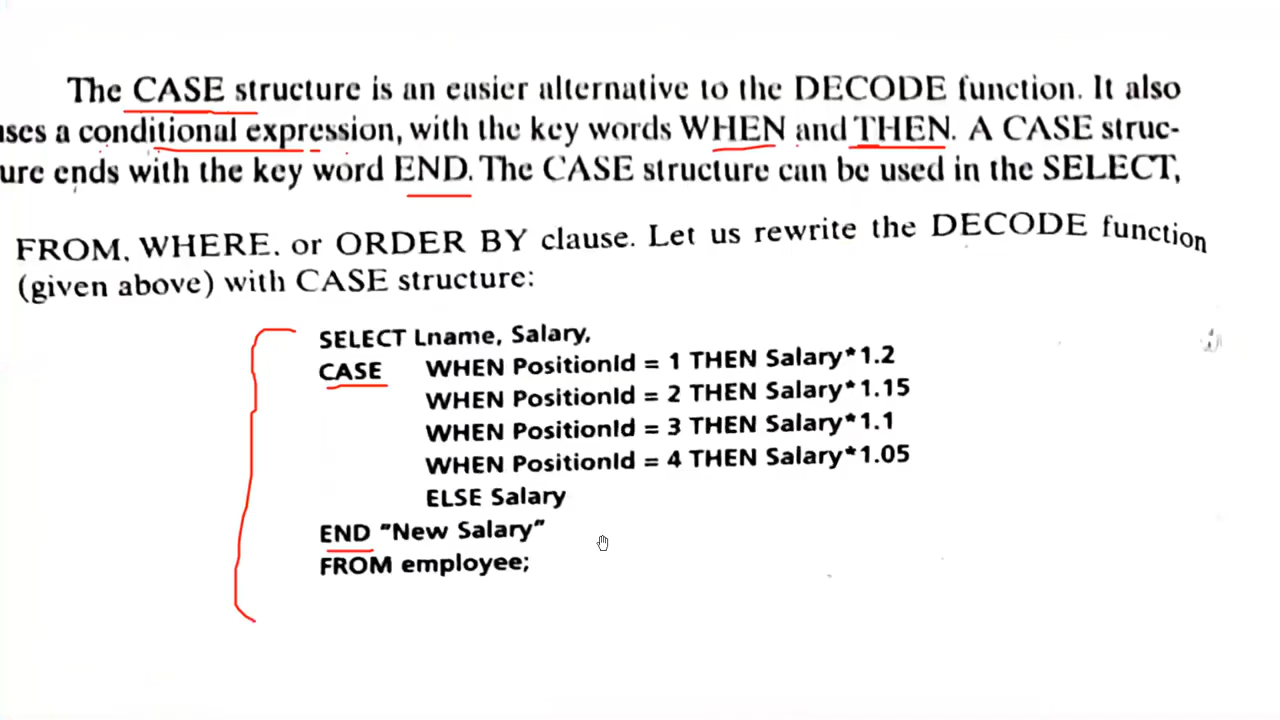 The CASE structure is an easier alternative to the DECODE function. It also
ses a conditional expression, with the key words WHEN and THEN. A CASE struc-
ure ends with the key word END. The CASE structure can be used in the SELECT,
FROM, WHERE, or ORDER BY clause. Let us rewrite the DECODE function
(given above) with CASE structure:
SELECT Lname, Salary,
CASE WHEN PositionId = 1 THEN Salary*1.2
WHEN PositionId = 2 THEN Salary*1.15
WHEN PositionId = 3 THEN Salary*1.1
WHEN PositionId = 4 THEN Salary*1.05
ELSE Salary
END "New Salary"
FROM employee;